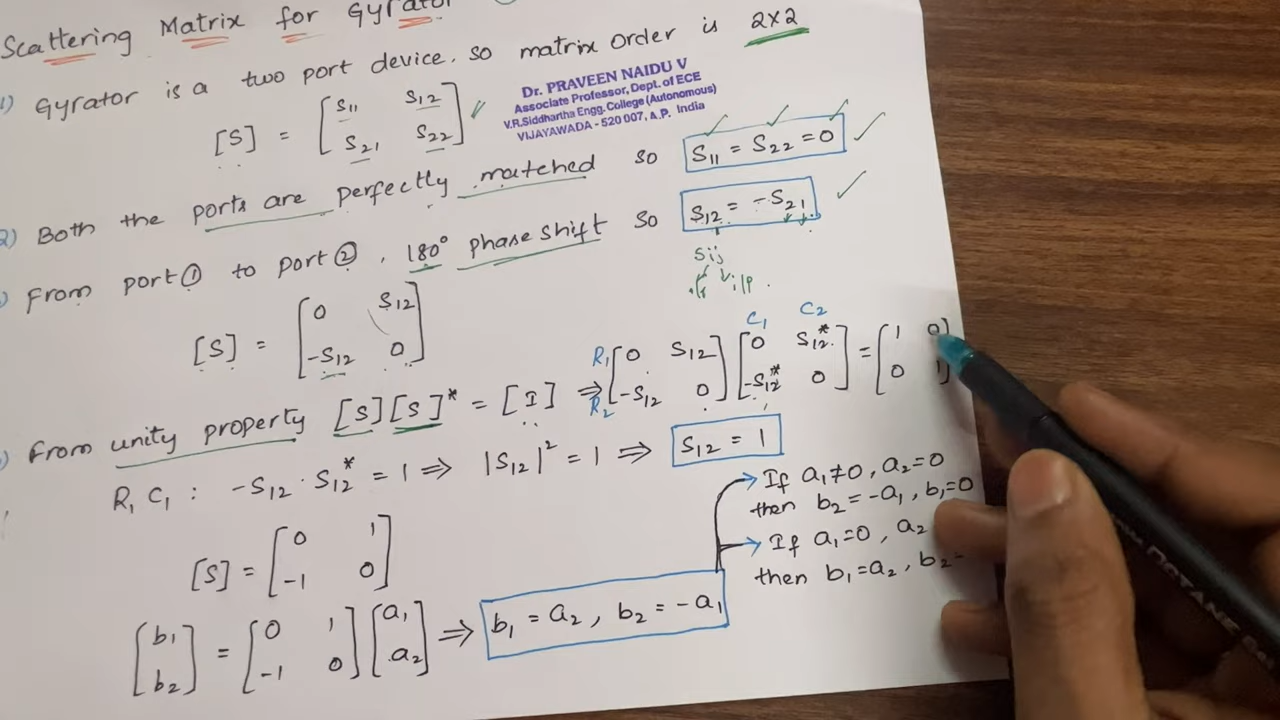 Scattering Matrix for Gyrator
1) Gyrator is a two port device. so matrix order is 2×2
[S] = [S11 S12
S21 S22]
Dr. PRAVEEN NAIDU V
Associate Professor, Dept. of ECE
V.R.Siddhartha Engg. College (Autonomous)
VIJAYAWADA - 520 007, A.P. India
2) Both the ports are perfectly matched so S11 = S22 = 0
From port ① to port ②, 180° phase shift so S12 = -S21
Sij
i/p.
[S] = [0 S12
-S12 0]
From unity property [S][S]* = [I] ⇒
C1 C2
R1 [0 S12 [0 S12* = [1 0
R2 -S12 0] -S12* 0] 0 1]
R1 C1 : -S12 · S12* = 1 ⇒ |S12|² = 1 ⇒ S12 = 1
[S] = [0 1
-1 0]
If a1≠0, a2=0
then b2 = -a1, b1=0
If a1=0, a2
then b1=a2, b2=
[b1 = [0 1 [a1 ⇒ b1 = a2, b2 = -a1
b2] -1 0] a2]